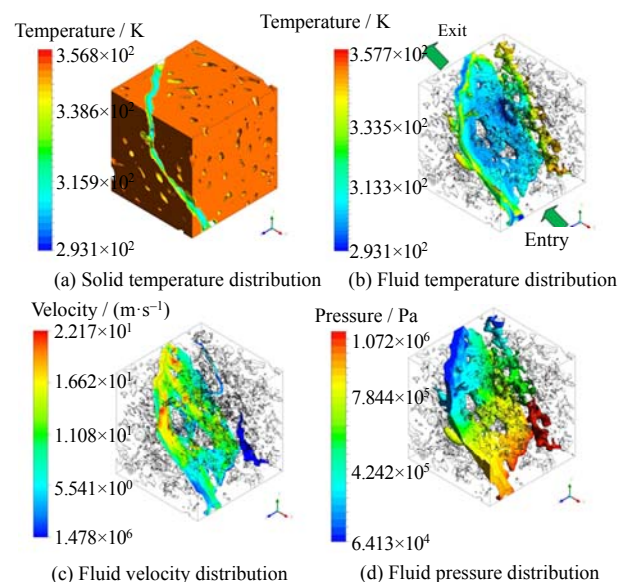 Temperature / K
3.568×10²
3.386×10²
3.159×10²
2.931×10²
(a) Solid temperature distribution
Temperature / K
3.577×10²
3.335×10²
3.133×10²
2.931×10²
Exit
Entry
(b) Fluid temperature distribution
Velocity / (m·s⁻¹)
2.217×10¹
1.662×10¹
1.108×10¹
5.541×10⁰
1.478×10⁶
(c) Fluid velocity distribution
Pressure / Pa
1.072×10⁶
7.844×10⁵
4.242×10⁵
6.413×10⁴
(d) Fluid pressure distribution